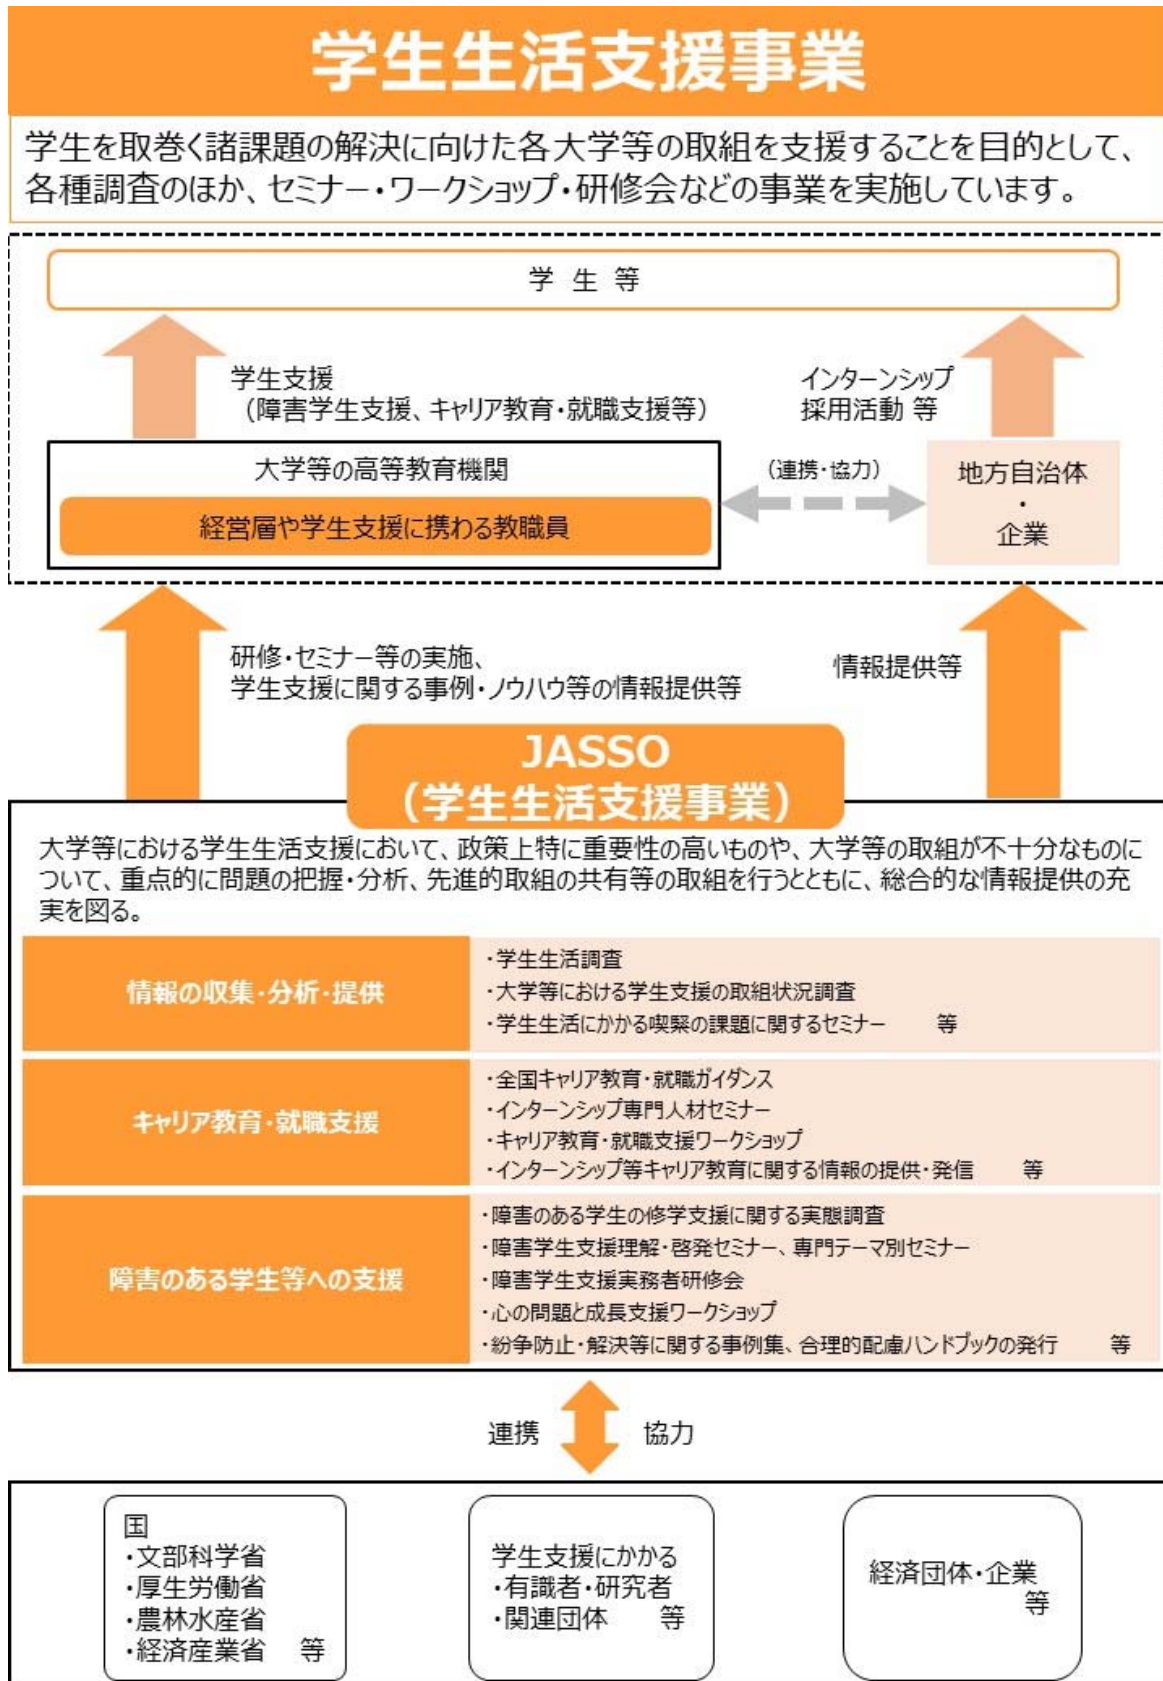 学生生活支援事業
学生を取巻く諸課題の解決に向けた各大学等の取組を支援することを目的として、
各種調査のほか、セミナー・ワークショップ・研修会などの事業を実施しています。
学 生 等
学生支援
（障害学生支援、キャリア教育・就職支援等）
インターンシップ
採用活動 等
大学等の高等教育機関
経営層や学生支援に携わる教職員
（連携・協力）
地方自治体
・
企業
研修・セミナー等の実施、
学生支援に関する事例・ノウハウ等の情報提供等
情報提供等
JASSO
（学生生活支援事業）
大学等における学生生活支援において、政策上特に重要性の高いものや、大学等の取組が不十分なものに
ついて、重点的に問題の把握・分析、先進的取組の共有等の取組を行うとともに、総合的な情報提供の充
実を図る。
情報の収集・分析・提供
・学生生活調査
・大学等における学生支援の取組状況調査
・学生生活にかかる喫緊の課題に関するセミナー 等
キャリア教育・就職支援
・全国キャリア教育・就職ガイダンス
・インターンシップ専門人材セミナー
・キャリア教育・就職支援ワークショップ
・インターンシップ等キャリア教育に関する情報の提供・発信 等
障害のある学生等への支援
・障害のある学生の修学支援に関する実態調査
・障害学生支援理解・啓発セミナー、専門テーマ別セミナー
・障害学生支援実務者研修会
・心の問題と成長支援ワークショップ
・紛争防止・解決等に関する事例集、合理的配慮ハンドブックの発行 等
連携 協力
国
・文部科学省
・厚生労働省
・農林水産省
・経済産業省 等
学生支援にかかる
・有識者・研究者
・関連団体 等
経済団体・企業
等